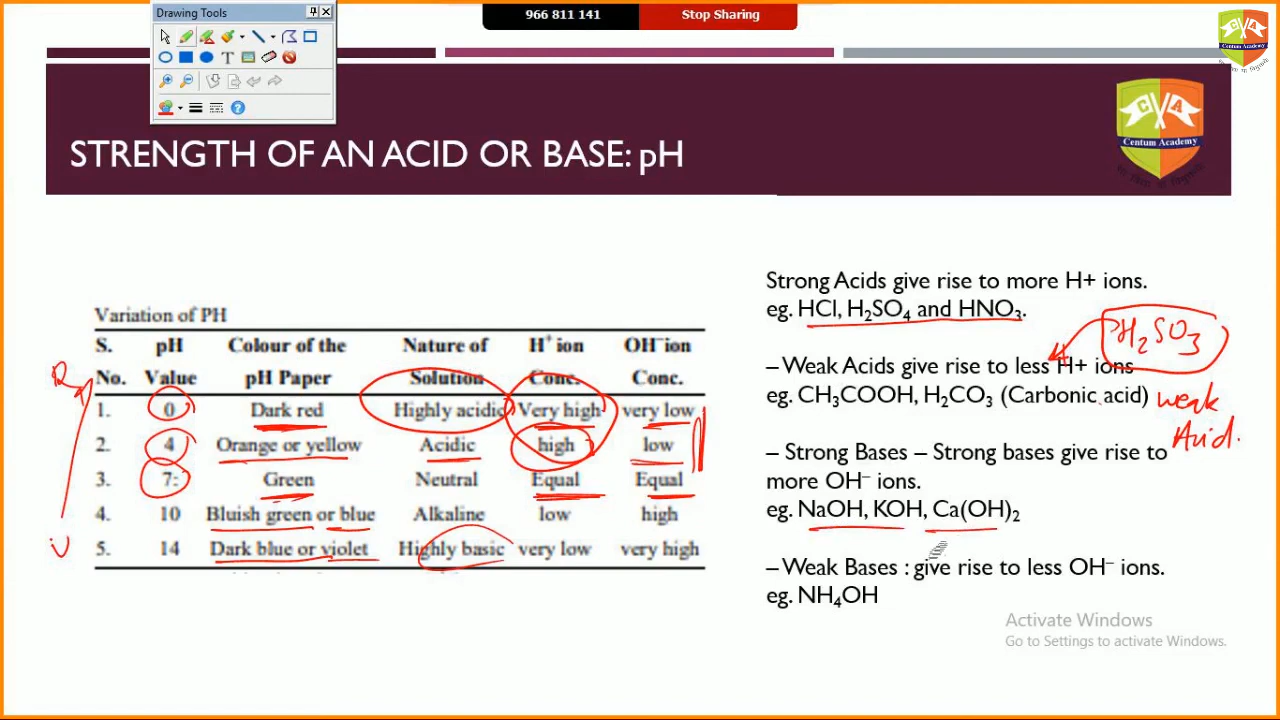 Drawing Tools
966 811 141 Stop Sharing
CA
Centum Academy
STRENGTH OF AN ACID OR BASE: pH
C A
Centum Academy
Variation of PH
S. No. pH Value Colour of the pH Paper Nature of Solution H⁺ ion Conc. OH⁻ ion Conc.
1. 0 Dark red Highly acidic Very high very low
2. 4 Orange or yellow Acidic high low
3. 7: Green Neutral Equal Equal
4. 10 Bluish green or blue Alkaline low high
5. 14 Dark blue or violet Highly basic very low very high
Strong Acids give rise to more H+ ions.
eg. HCl, H₂SO₄ and HNO₃.
H₂SO₃
– Weak Acids give rise to less H+ ions
eg. CH₃COOH, H₂CO₃ (Carbonic acid)
weak
Acid.
– Strong Bases – Strong bases give rise to
more OH⁻ ions.
eg. NaOH, KOH, Ca(OH)₂
– Weak Bases : give rise to less OH⁻ ions.
eg. NH₄OH
Activate Windows
Go to Settings to activate Windows.